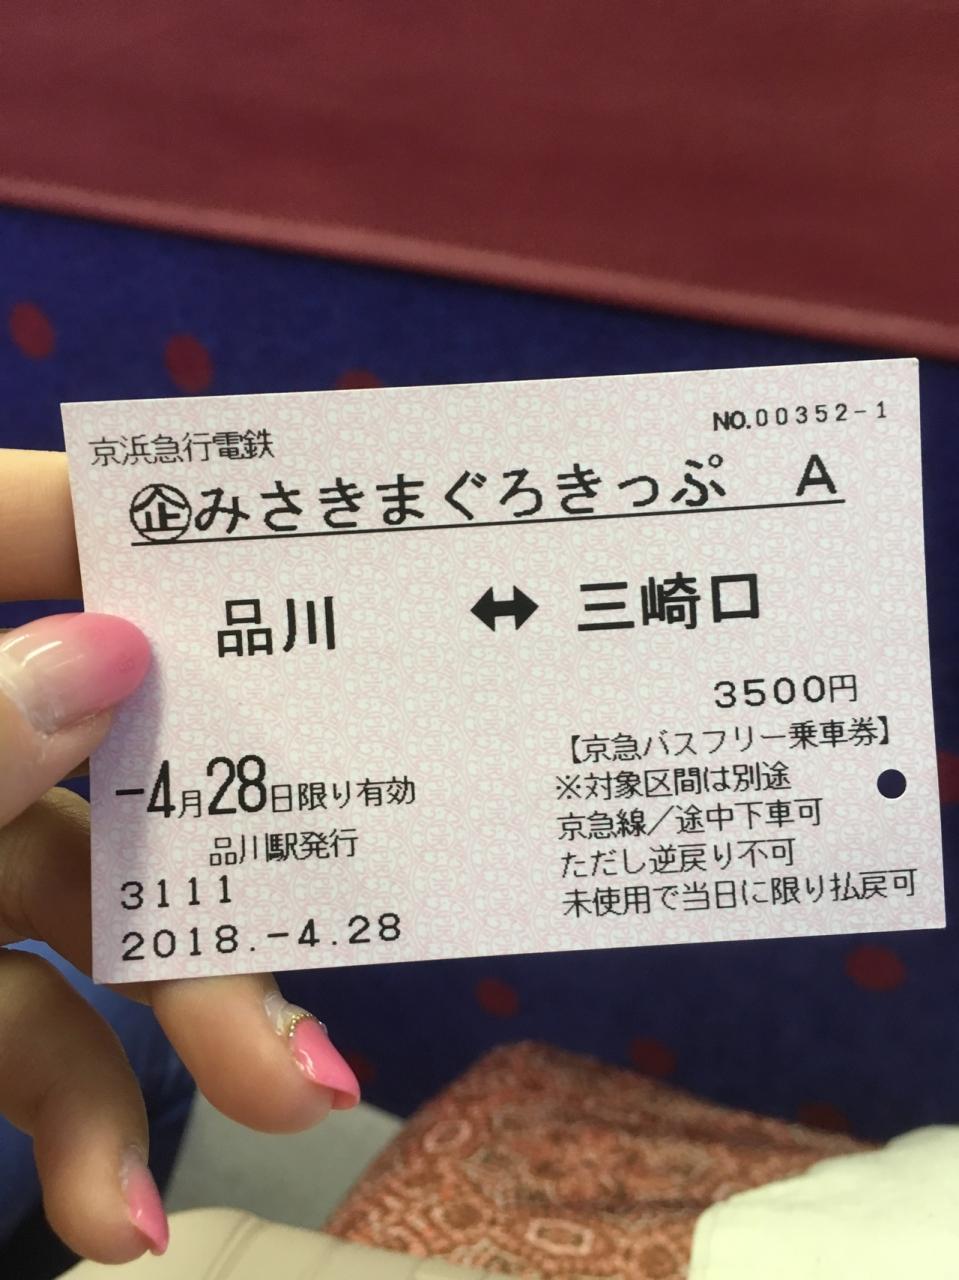 NO.00352-1
京浜急行電鉄
㊭みさきまぐろきっぷ A
品川 ↔ 三崎口
3500円
【京急バスフリー乗車券】
※対象区間は別途
京急線/途中下車可
ただし逆戻り不可
未使用で当日に限り払戻可
-4月28日限り有効
品川駅発行
3111
2018.-4.28